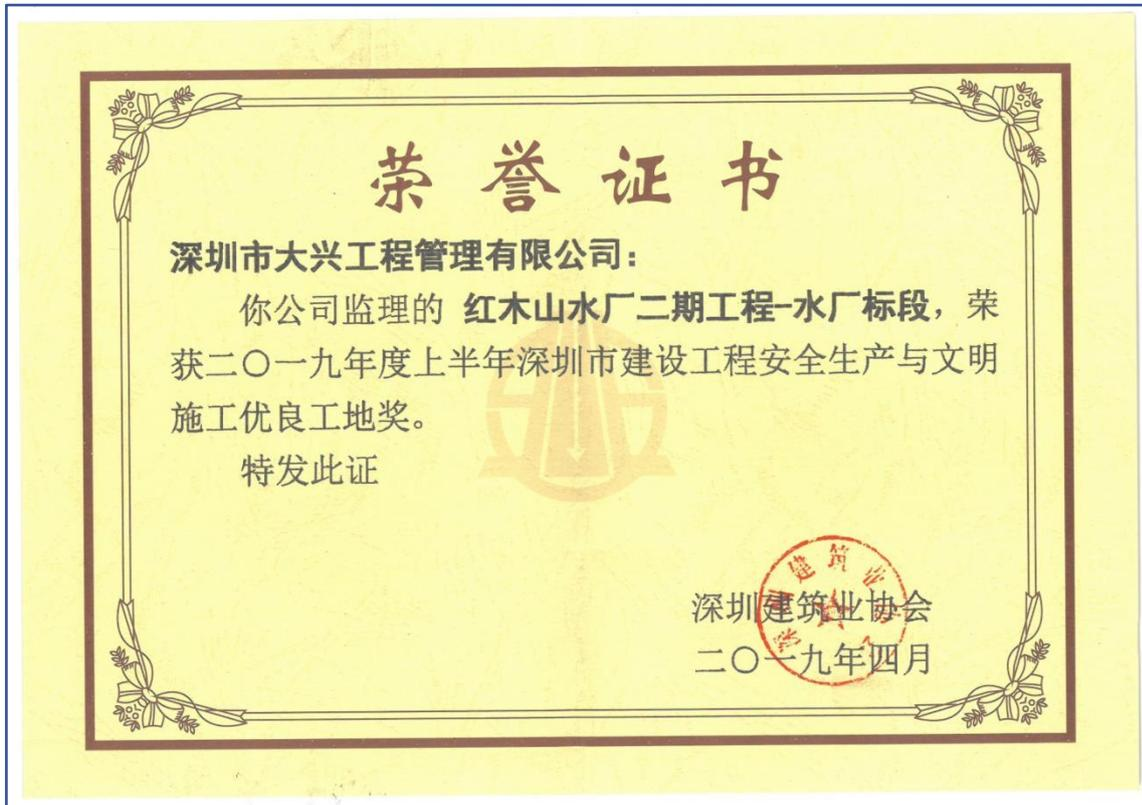 荣誉证书
深圳市大兴工程管理有限公司：
你公司监理的 红木山水厂二期工程-水厂标段，荣
获二〇一九年度上半年深圳市建设工程安全生产与文明
施工优良工地奖。
特发此证
深圳建筑业协会
二〇一九年四月